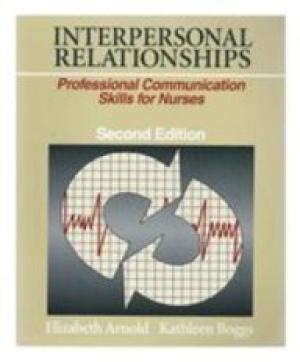 INTERPERSONAL
RELATIONSHIPS
Professional Communication
Skills for Nurses
Second Edition
Elizabeth Arnold · Kathleen Boggs